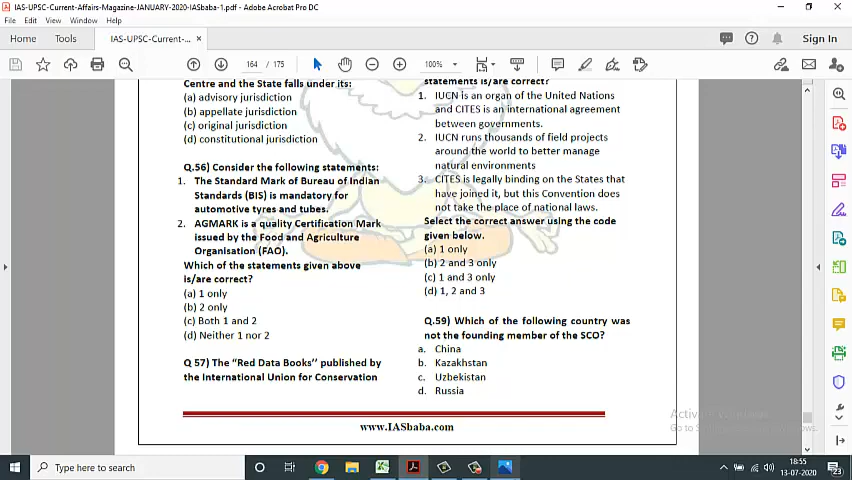 IAS-UPSC-Current-Affairs-Magazine-JANUARY-2020-IASbaba-1.pdf - Adobe Acrobat Pro DC
File Edit View Window Help
Home Tools IAS-UPSC-Current-... × Sign In
164 / 175 100%
Centre and the State falls under its:
(a) advisory jurisdiction
(b) appellate jurisdiction
(c) original jurisdiction
(d) constitutional jurisdiction
Q.56) Consider the following statements:
1. The Standard Mark of Bureau of Indian
Standards (BIS) is mandatory for
automotive tyres and tubes.
2. AGMARK is a quality Certification Mark
issued by the Food and Agriculture
Organisation (FAO).
Which of the statements given above
is/are correct?
(a) 1 only
(b) 2 only
(c) Both 1 and 2
(d) Neither 1 nor 2
Q 57) The "Red Data Books'' published by
the International Union for Conservation
statements is/are correct?
1. IUCN is an organ of the United Nations
and CITES is an international agreement
between governments.
2. IUCN runs thousands of field projects
around the world to better manage
natural environments
3. CITES is legally binding on the States that
have joined it, but this Convention does
not take the place of national laws.
Select the correct answer using the code
given below.
(a) 1 only
(b) 2 and 3 only
(c) 1 and 3 only
(d) 1, 2 and 3
Q.59) Which of the following country was
not the founding member of the SCO?
a. China
b. Kazakhstan
c. Uzbekistan
d. Russia
www.IASbaba.com
Activate Windows
Go to Settings to activate Windows.
Type here to search
18:55
13-07-2020
23